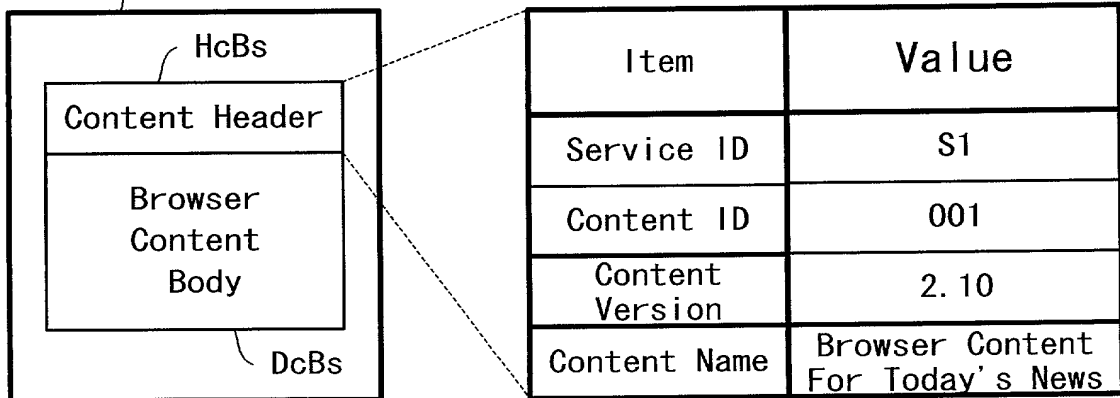 HcBs
Content Header
Browser
Content
Body
DcBs
Item Value
Service ID S1
Content ID 001
Content
Version
2.10
Content Name
Browser Content
For Today's News